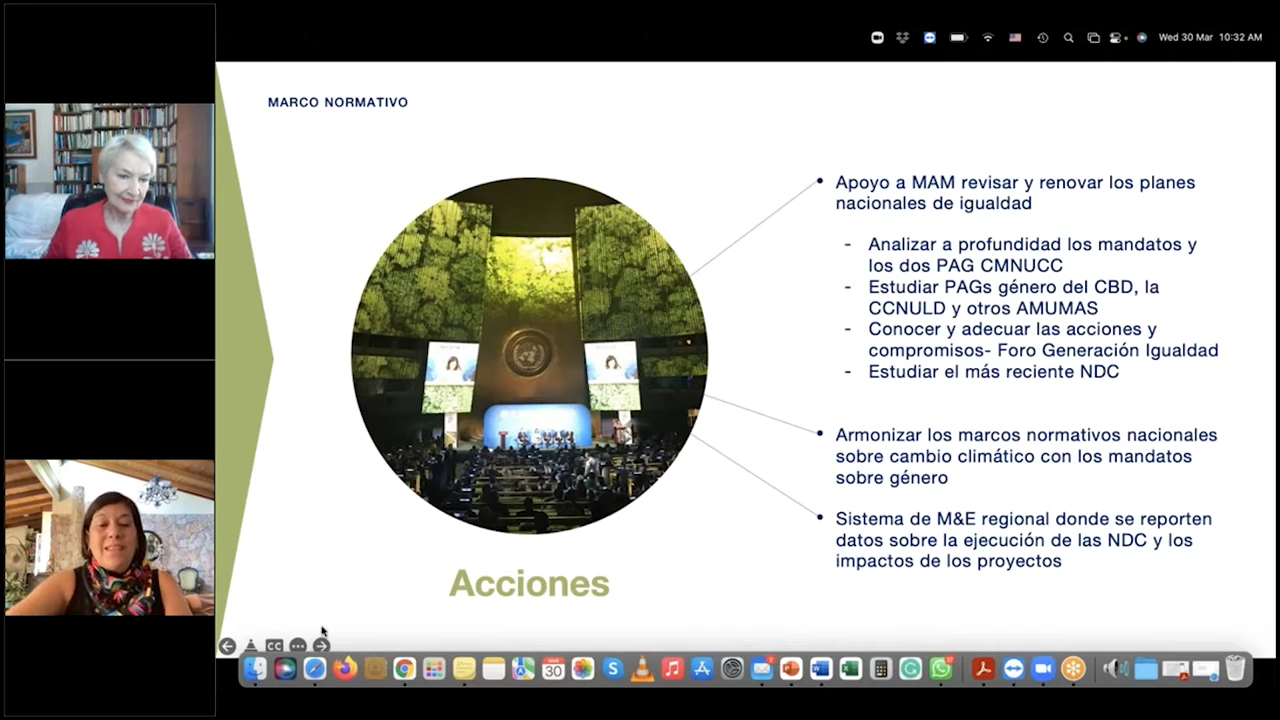 Wed 30 Mar 10:32 AM
MARCO NORMATIVO
• Apoyo a MAM revisar y renovar los planes
nacionales de igualdad
- Analizar a profundidad los mandatos y
los dos PAG CMNUCC
- Estudiar PAGs género del CBD, la
CCNULD y otros AMUMAS
- Conocer y adecuar las acciones y
compromisos- Foro Generación Igualdad
- Estudiar el más reciente NDC
• Armonizar los marcos normativos nacionales
sobre cambio climático con los mandatos
sobre género
• Sistema de M&E regional donde se reporten
datos sobre la ejecución de las NDC y los
impactos de los proyectos
Acciones
CC
30